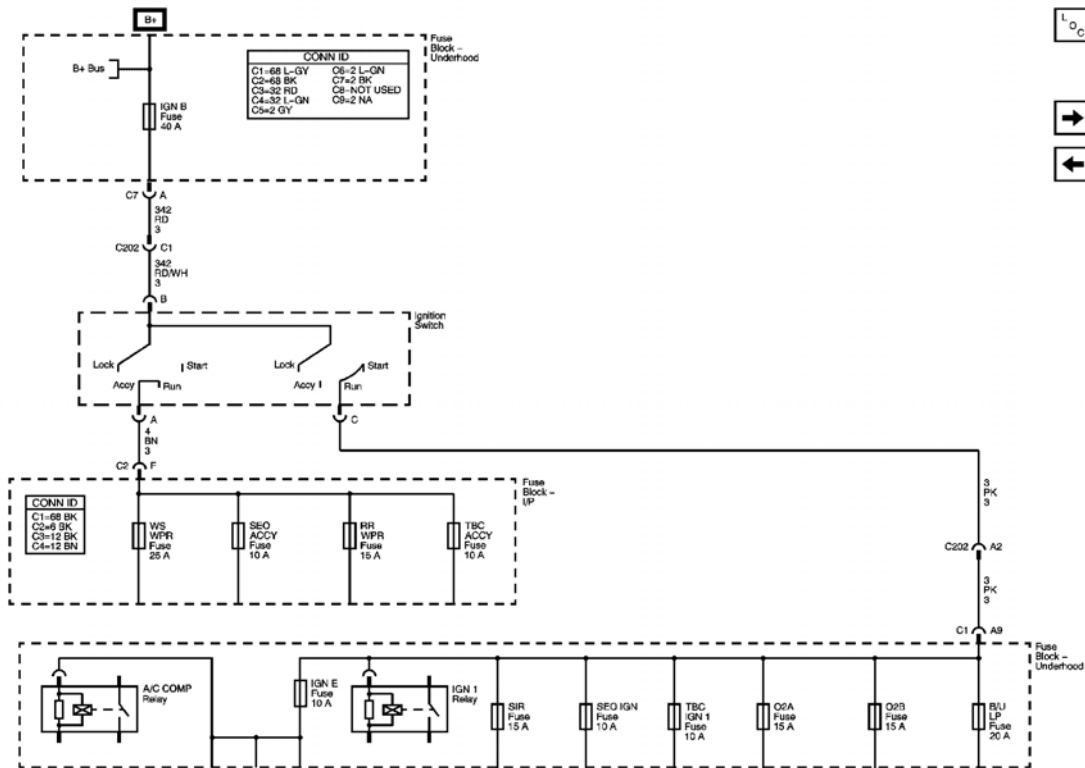 B+
Fuse
Block –
Underhood
B+ Bus
CONN ID
C1=68 L–GY C6=2 L–GN
C2=68 BK C7=2 BK
C3=32 RD C8–NOT USED
C4=32 L–GN C9=2 NA
C5=2 GY
IGN B
Fuse
40 A
L
O
C
C7 A
342
RD
3
C202 C1
342
RD/WH
3
B
Ignition
Switch
Lock Start Lock Start
Accy Run Accy Run
A C
4
BN
3
C2 F
Fuse
Block –
I/P
CONN ID
C1=68 BK
C2=6 BK
C3=12 BK
C4=12 BN
WS
WPR
Fuse
25 A
SEO
ACCY
Fuse
10 A
RR
WPR
Fuse
15 A
TBC
ACCY
Fuse
10 A
3
PK
3
C202 A2
3
PK
3
C1 A9
Fuse
Block –
Underhood
A/C COMP
Relay
IGN E
Fuse
10 A
IGN 1
Relay
SIR
Fuse
15 A
SEO IGN
Fuse
10 A
TBC
IGN 1
Fuse
10 A
O2A
Fuse
15 A
O2B
Fuse
15 A
B/U
LP
Fuse
20 A